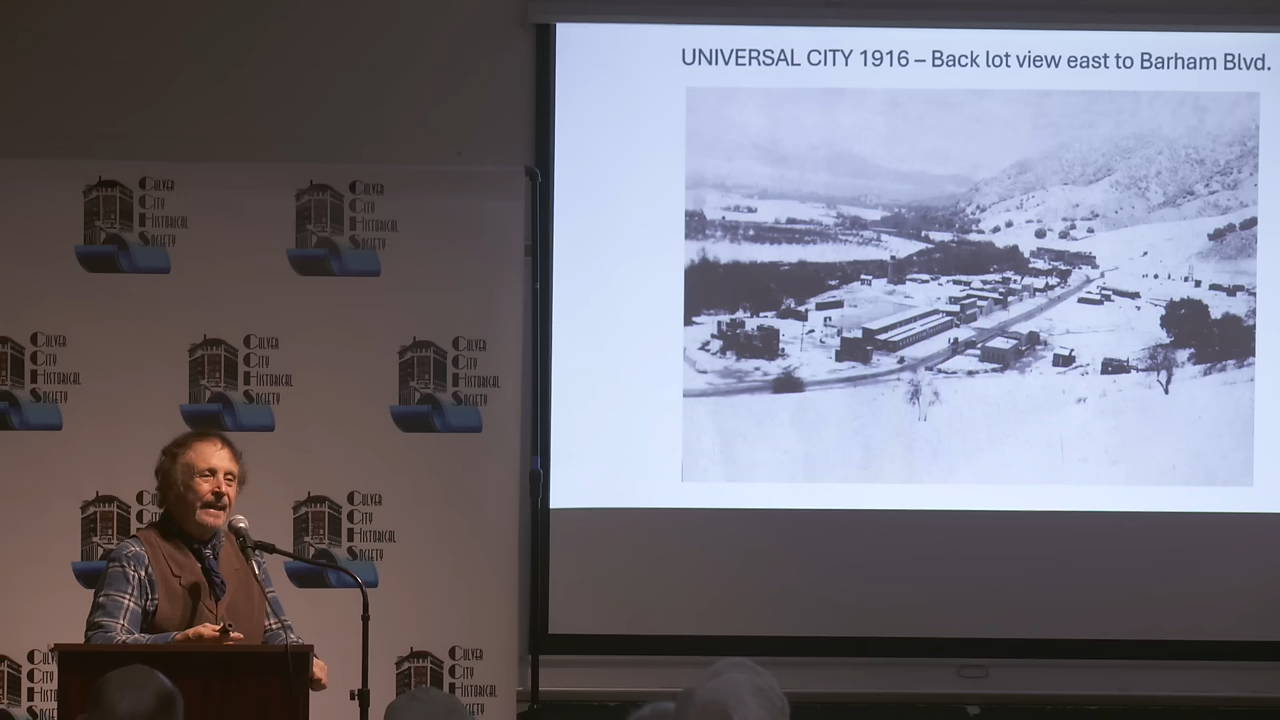 UNIVERSAL CITY 1916 – Back lot view east to Barham Blvd.
CULVER
CITY
HISTORICAL
SOCIETY
CULVER
CITY
HISTORICAL
SOCIETY
CULVER
CITY
HISTORICAL
SOCIETY
CULVER
CITY
HISTORICAL
SOCIETY
CULVER
CITY
HISTORICAL
SOCIETY
CULVER
CITY
HISTORICAL
SOCIETY
CULVER
CITY
HISTORICAL
SOCIETY